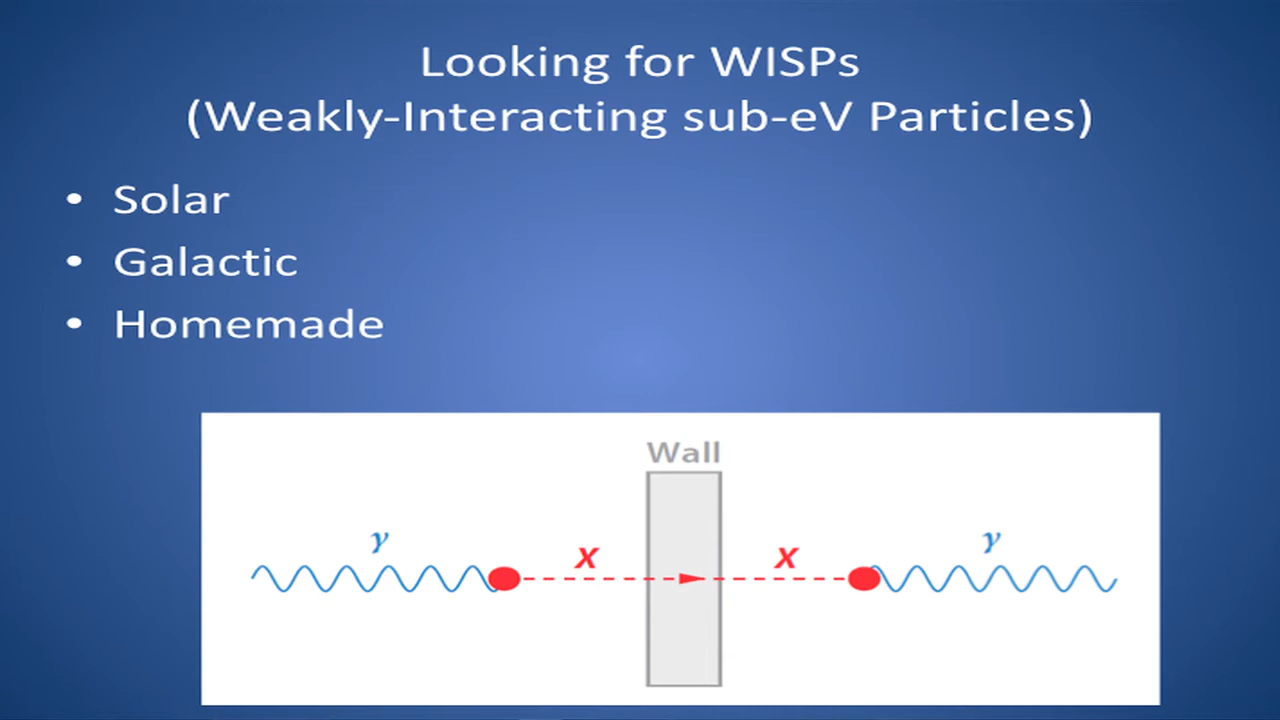 Looking for WISPs
(Weakly-Interacting sub-eV Particles)
• Solar
• Galactic
• Homemade
Wall
γ X X γ